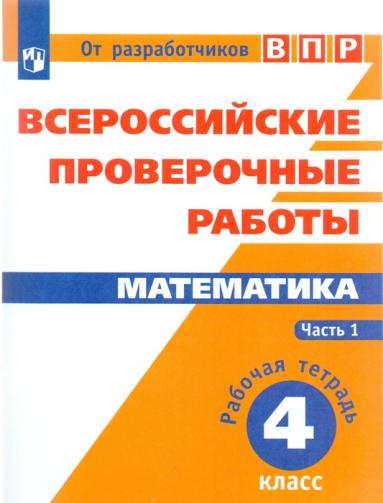 От разработчиков ВПР
ВСЕРОССИЙСКИЕ
ПРОВЕРОЧНЫЕ
РАБОТЫ
МАТЕМАТИКА
Часть 1
Рабочая тетрадь
4
класс